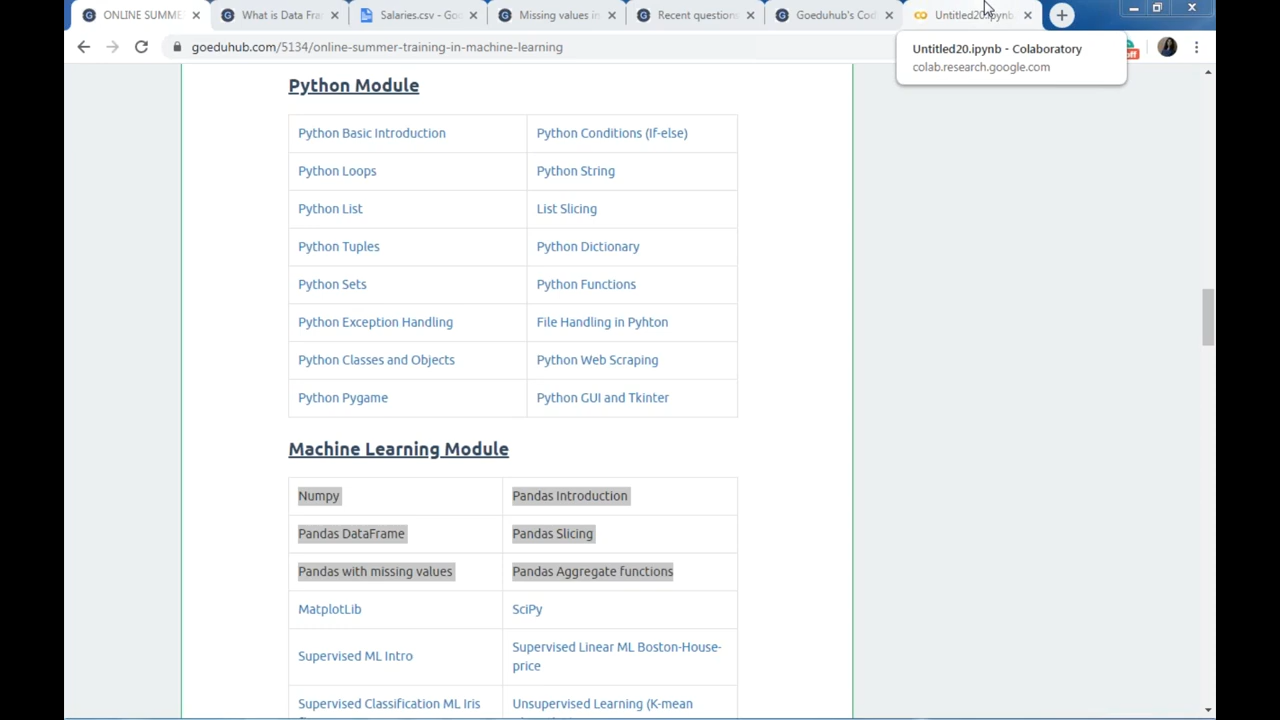 ONLINE SUMME
What is Data Fra
Salaries.csv - Go
Missing values in
Recent question
Goeduhub's Cod
Untitled20.ipynb
goeduhub.com/5134/online-summer-training-in-machine-learning
off
Untitled20.ipynb - Colaboratory
colab.research.google.com
Python Module
Python Basic Introduction
Python Conditions (If-else)
Python Loops
Python String
Python List
List Slicing
Python Tuples
Python Dictionary
Python Sets
Python Functions
Python Exception Handling
File Handling in Pyhton
Python Classes and Objects
Python Web Scraping
Python Pygame
Python GUI and Tkinter
Machine Learning Module
Numpy
Pandas Introduction
Pandas DataFrame
Pandas Slicing
Pandas with missing values
Pandas Aggregate functions
MatplotLib
SciPy
Supervised ML Intro
Supervised Linear ML Boston-House-
price
Supervised Classification ML Iris
Unsupervised Learning (K-mean